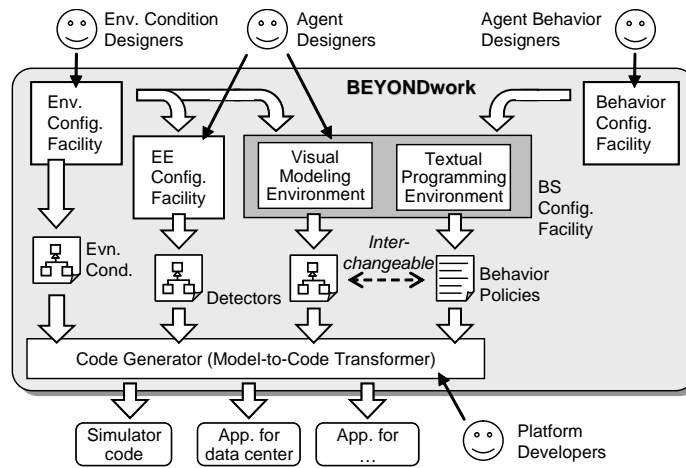 Env. Condition
Designers
Agent
Designers
Agent Behavior
Designers
BEYONDwork
Env.
Config.
Facility
EE
Config.
Facility
Visual
Modeling
Environment
Textual
Programming
Environment
Behavior
Config.
Facility
BS
Config.
Facility
Evn.
Cond.
Detectors
Inter-
changeable
Behavior
Policies
Code Generator (Model-to-Code Transformer)
Simulator
code
App. for
data center
App. for
...
Platform
Developers